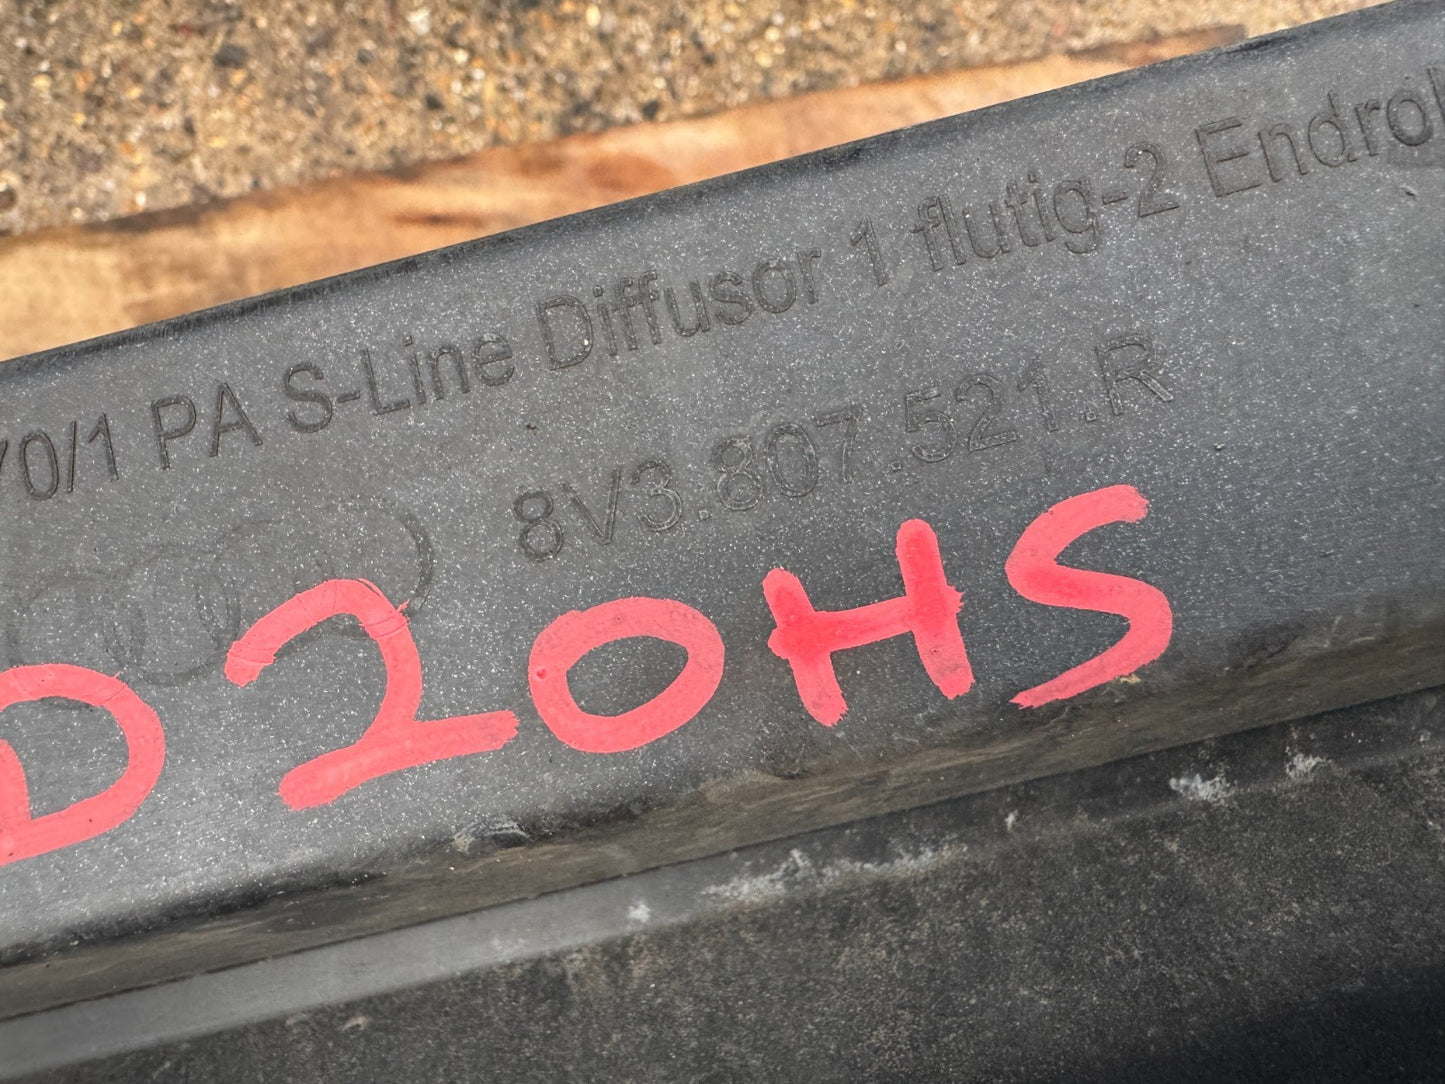 70/1 PA S-Line Diffusor 1 flutig-2 Endrol
8V3.807.521.R
D20HS